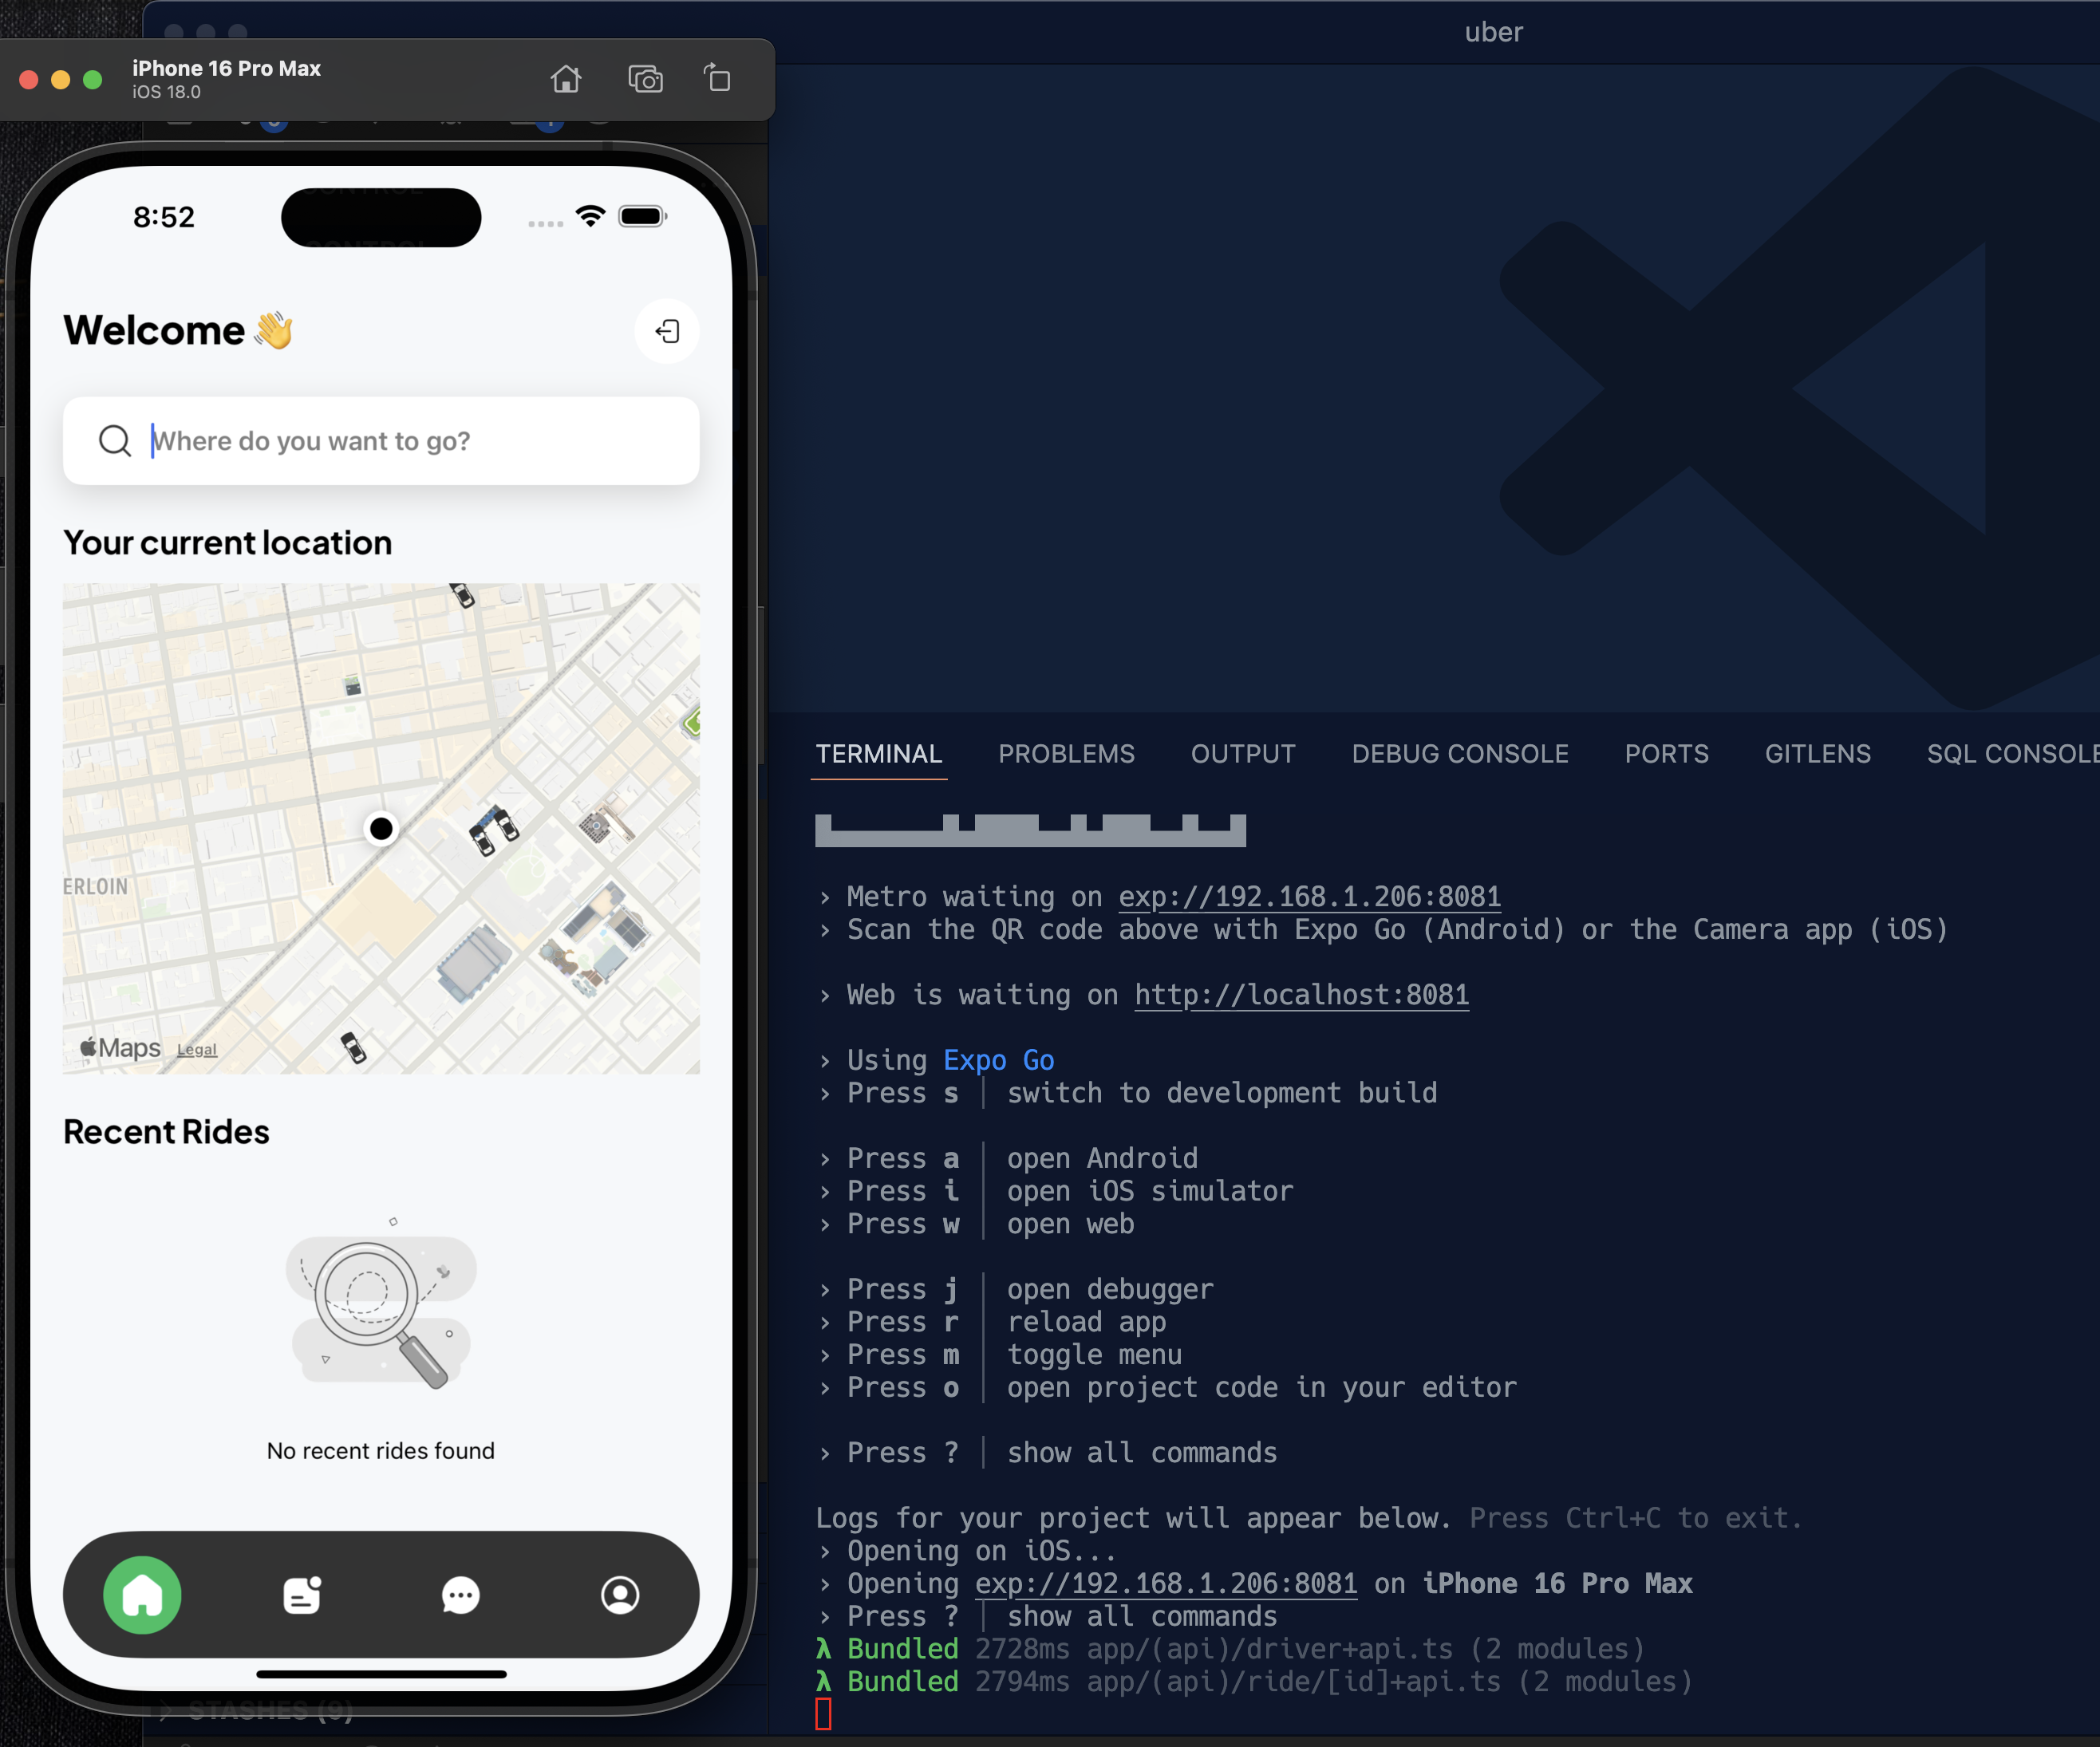 uber
iPhone 16 Pro Max
iOS 18.0
8:52
Welcome 👋
Where do you want to go?
Your current location
ERLOIN
Maps Legal
Recent Rides
No recent rides found
STASHES (9)
TERMINAL PROBLEMS OUTPUT DEBUG CONSOLE PORTS GITLENS SQL CONSOLE
› Metro waiting on exp://192.168.1.206:8081
› Scan the QR code above with Expo Go (Android) or the Camera app (iOS)
› Web is waiting on http://localhost:8081
› Using Expo Go
› Press s │ switch to development build
› Press a │ open Android
› Press i │ open iOS simulator
› Press w │ open web
› Press j │ open debugger
› Press r │ reload app
› Press m │ toggle menu
› Press o │ open project code in your editor
› Press ? │ show all commands
Logs for your project will appear below. Press Ctrl+C to exit.
› Opening on iOS...
› Opening exp://192.168.1.206:8081 on iPhone 16 Pro Max
› Press ? │ show all commands
λ Bundled 2728ms app/(api)/driver+api.ts (2 modules)
λ Bundled 2794ms app/(api)/ride/[id]+api.ts (2 modules)